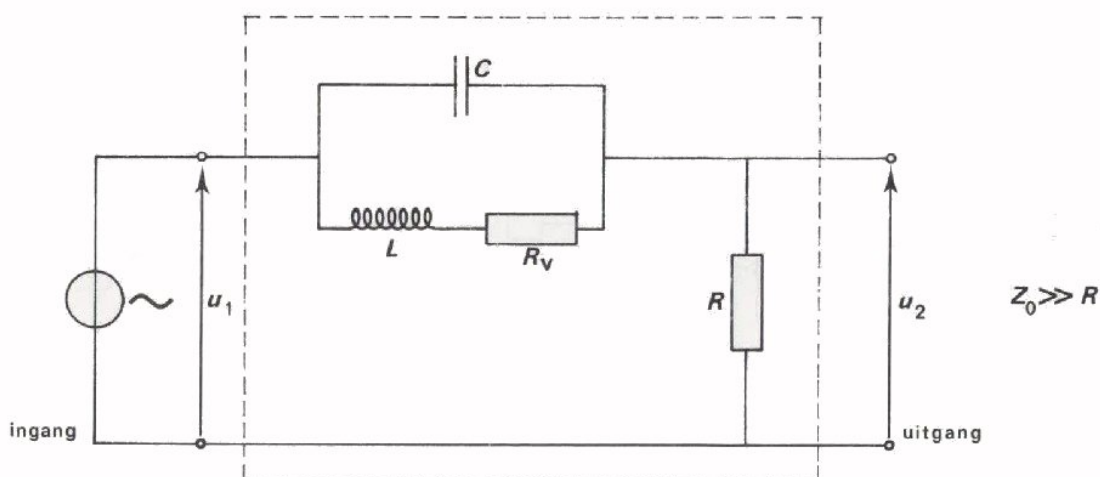 C
L
R_V
R
u_1
u_2
Z_0 >> R
ingang
uitgang